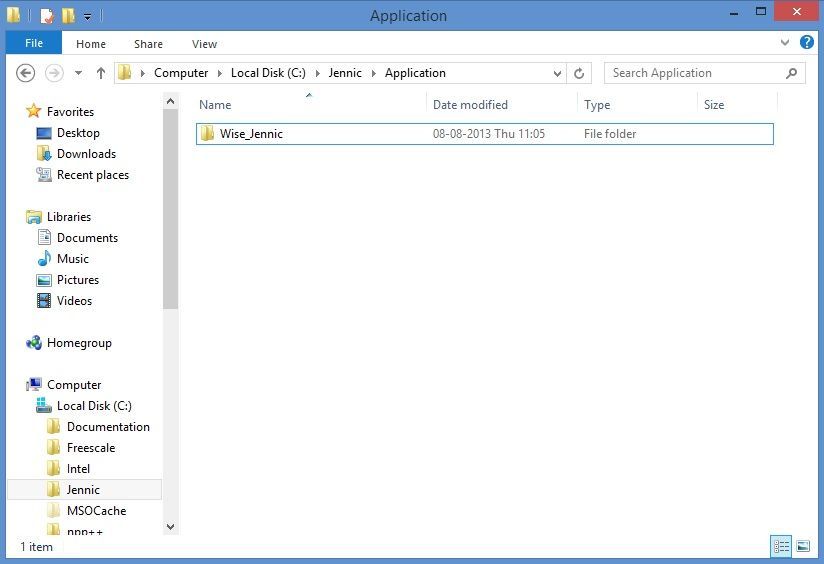 Application
File Home Share View
Computer Local Disk (C:) Jennic Application Search Application
Name Date modified Type Size
Wise_Jennic 08-08-2013 Thu 11:05 File folder
Favorites
Desktop
Downloads
Recent places
Libraries
Documents
Music
Pictures
Videos
Homegroup
Computer
Local Disk (C:)
Documentation
Freescale
Intel
Jennic
MSOCache
npp++
1 item